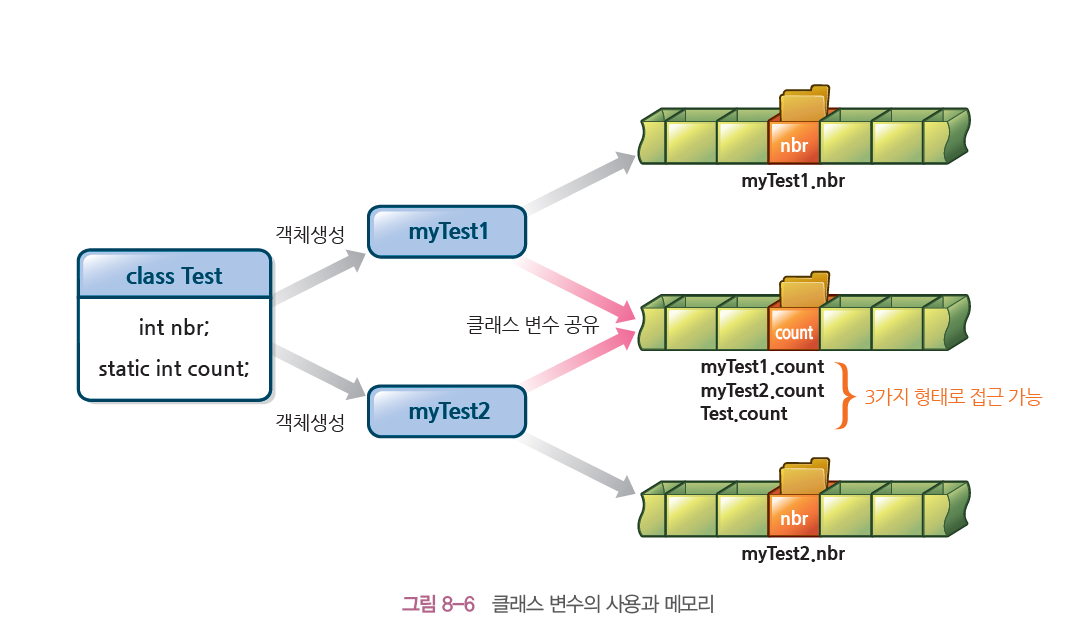 nbr
myTest1.nbr
객체생성
myTest1
class Test
int nbr;
static int count;
클래스 변수 공유
count
myTest1.count
myTest2.count
Test.count
3가지 형태로 접근 가능
객체생성
myTest2
nbr
myTest2.nbr
그림 8-6 클래스 변수의 사용과 메모리